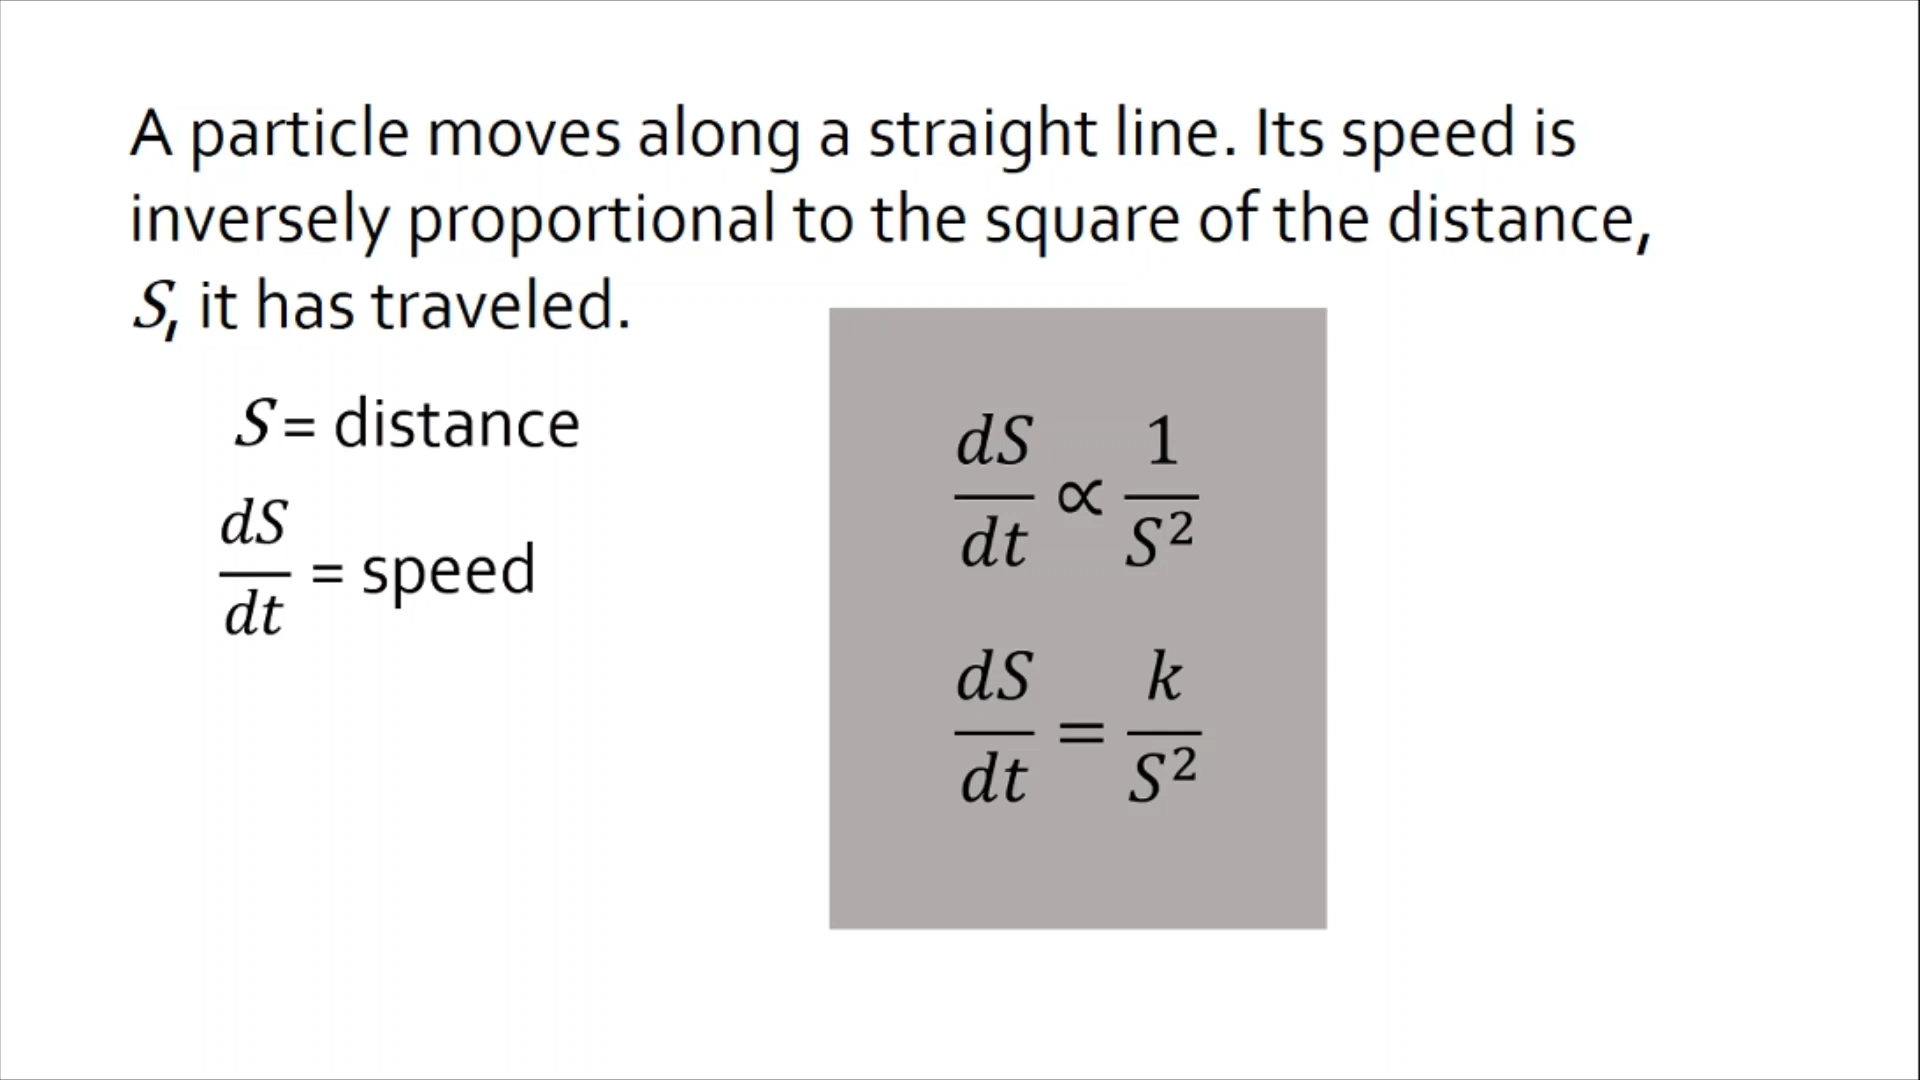 A particle moves along a straight line. Its speed is
inversely proportional to the square of the distance,
S, it has traveled.
S = distance
dS/dt = speed
dS/dt ∝ 1/S²
dS/dt = k/S²